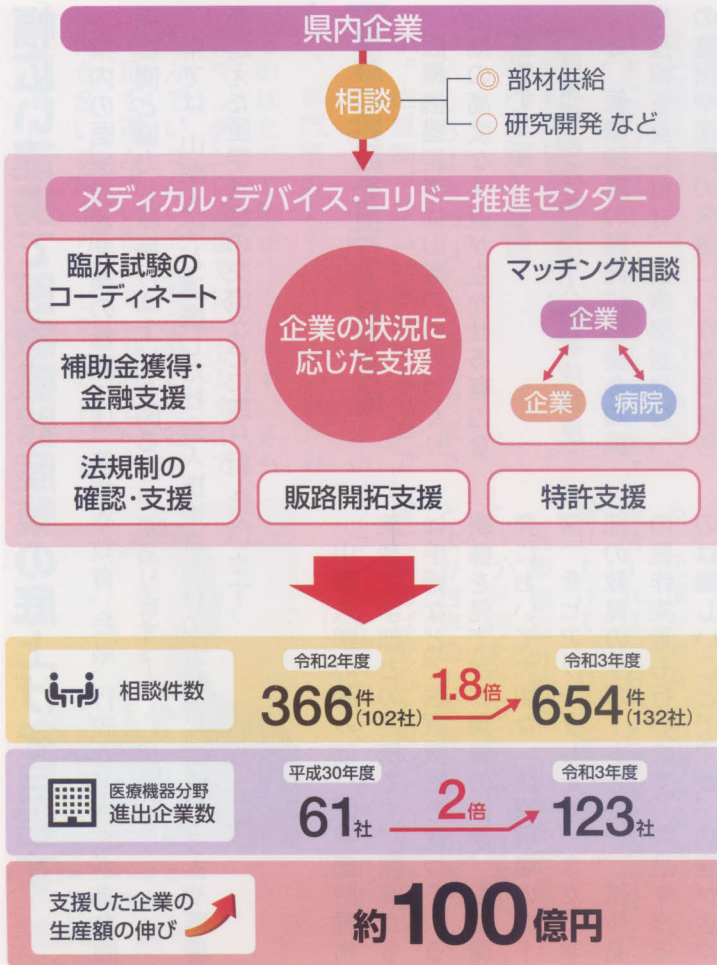 県内企業
相談
◎ 部材供給
○ 研究開発 など
メディカル・デバイス・コリドー推進センター
臨床試験の
コーディネート
補助金獲得・
金融支援
法規制の
確認・支援
企業の状況に
応じた支援
マッチング相談
企業
企業
病院
販路開拓支援
特許支援
相談件数
令和2年度
366件
(102社)
1.8倍
令和3年度
654件
(132社)
医療機器分野
進出企業数
平成30年度
61社
2倍
令和3年度
123社
支援した企業の
生産額の伸び
約100億円